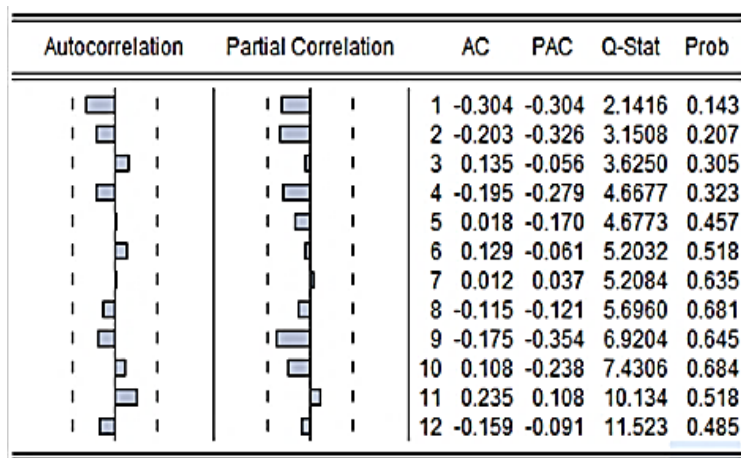 Autocorrelation Partial Correlation AC PAC Q-Stat Prob
1 -0.304 -0.304 2.1416 0.143
2 -0.203 -0.326 3.1508 0.207
3 0.135 -0.056 3.6250 0.305
4 -0.195 -0.279 4.6677 0.323
5 0.018 -0.170 4.6773 0.457
6 0.129 -0.061 5.2032 0.518
7 0.012 0.037 5.2084 0.635
8 -0.115 -0.121 5.6960 0.681
9 -0.175 -0.354 6.9204 0.645
10 0.108 -0.238 7.4306 0.684
11 0.235 0.108 10.134 0.518
12 -0.159 -0.091 11.523 0.485